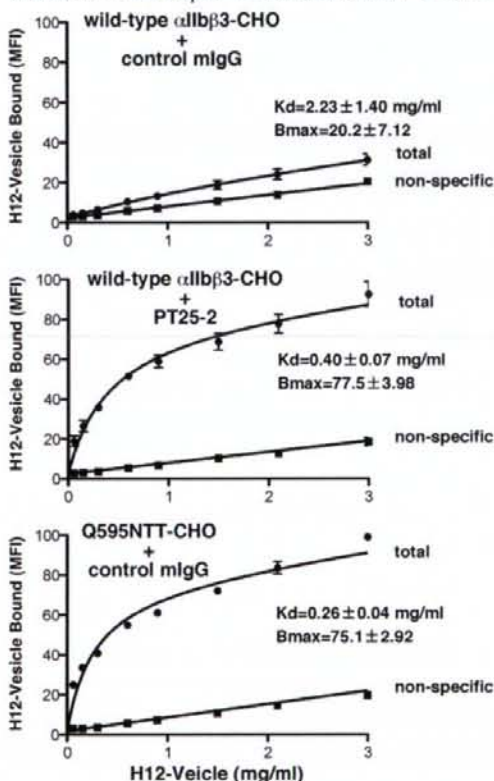 wild-type αIIbβ3-CHO
+
control mIgG
H12-Vesicle Bound (MFI)
100
80
60
40
20
0
Kd=2.23±1.40 mg/ml
Bmax=20.2±7.12
total
non-specific
0 1 2 3
wild-type αIIbβ3-CHO
+
PT25-2
H12-Vesicle Bound (MFI)
100
80
60
40
20
0
total
Kd=0.40±0.07 mg/ml
Bmax=77.5±3.98
non-specific
0 1 2 3
Q595NTT-CHO
+
control mIgG
H12-Vesicle Bound (MFI)
100
80
60
40
20
0
total
Kd=0.26±0.04 mg/ml
Bmax=75.1±2.92
non-specific
0 1 2 3
H12-Veicle (mg/ml)